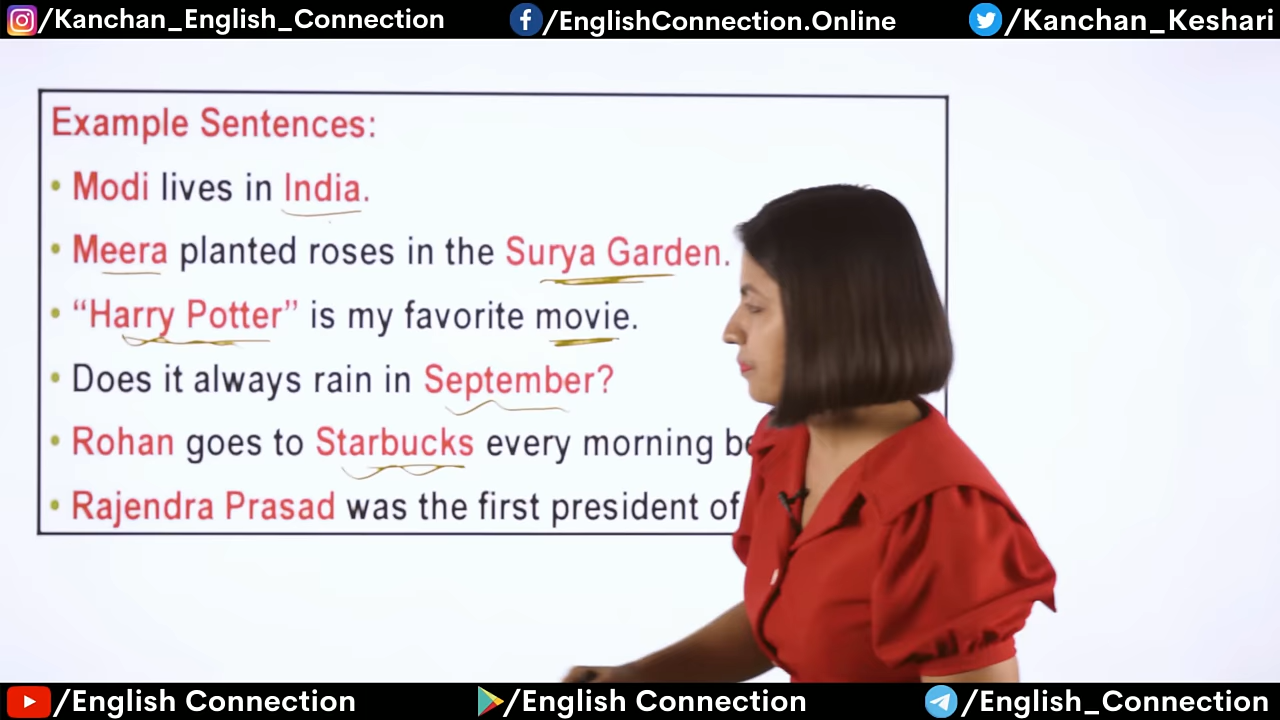 /Kanchan_English_Connection /EnglishConnection.Online /Kanchan_Keshari
Example Sentences:
• Modi lives in India.
• Meera planted roses in the Surya Garden.
• “Harry Potter” is my favorite movie.
• Does it always rain in September?
• Rohan goes to Starbucks every morning
• Rajendra Prasad was the first president of
/English Connection /English Connection /English_Connection